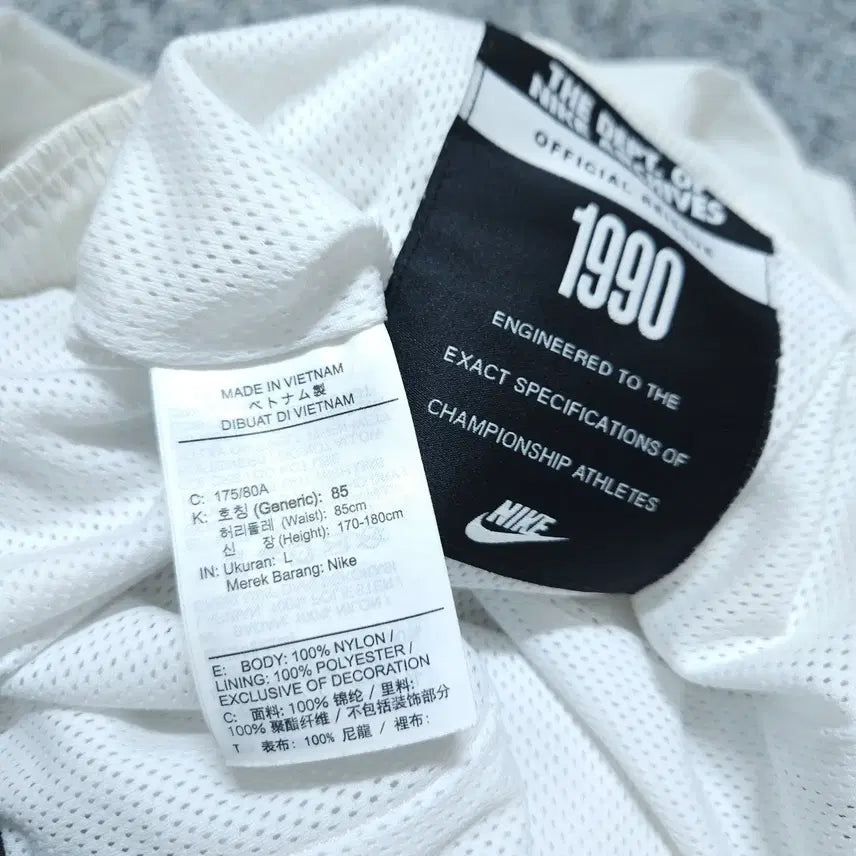 MADE IN VIETNAM
ベトナム製
DIBUAT DI VIETNAM
C: 175/80A
K: 호칭 (Generic): 85
허리둘레 (Waist): 85cm
신 장 (Height): 170-180cm
IN: Ukuran: L
Merek Barang: Nike
E: BODY: 100% NYLON /
LINING: 100% POLYESTER /
EXCLUSIVE OF DECORATION
C: 面料: 100% 锦纶 / 里料:
100% 聚酯纤维 / 不包括装饰部分
T 表布: 100% 尼龍 / 裡布:
THE DEPT. OF
NIKE ARCHIVES
OFFICIAL REISSUE
1990
ENGINEERED TO THE
EXACT SPECIFICATIONS OF
CHAMPIONSHIP ATHLETES
NIKE